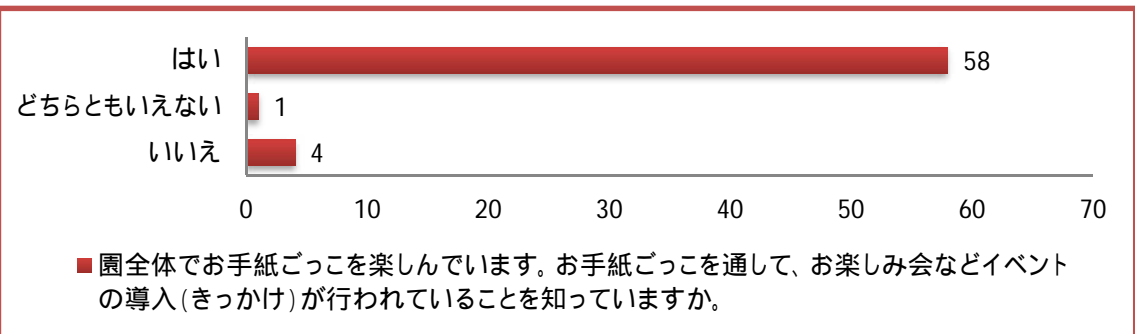 はい 58
どちらともいえない 1
いいえ 4
0 10 20 30 40 50 60 70
園全体でお手紙ごっこを楽しんでいます。お手紙ごっこを通して、お楽しみ会などイベント
の導入(きっかけ)が行われていることを知っていますか。